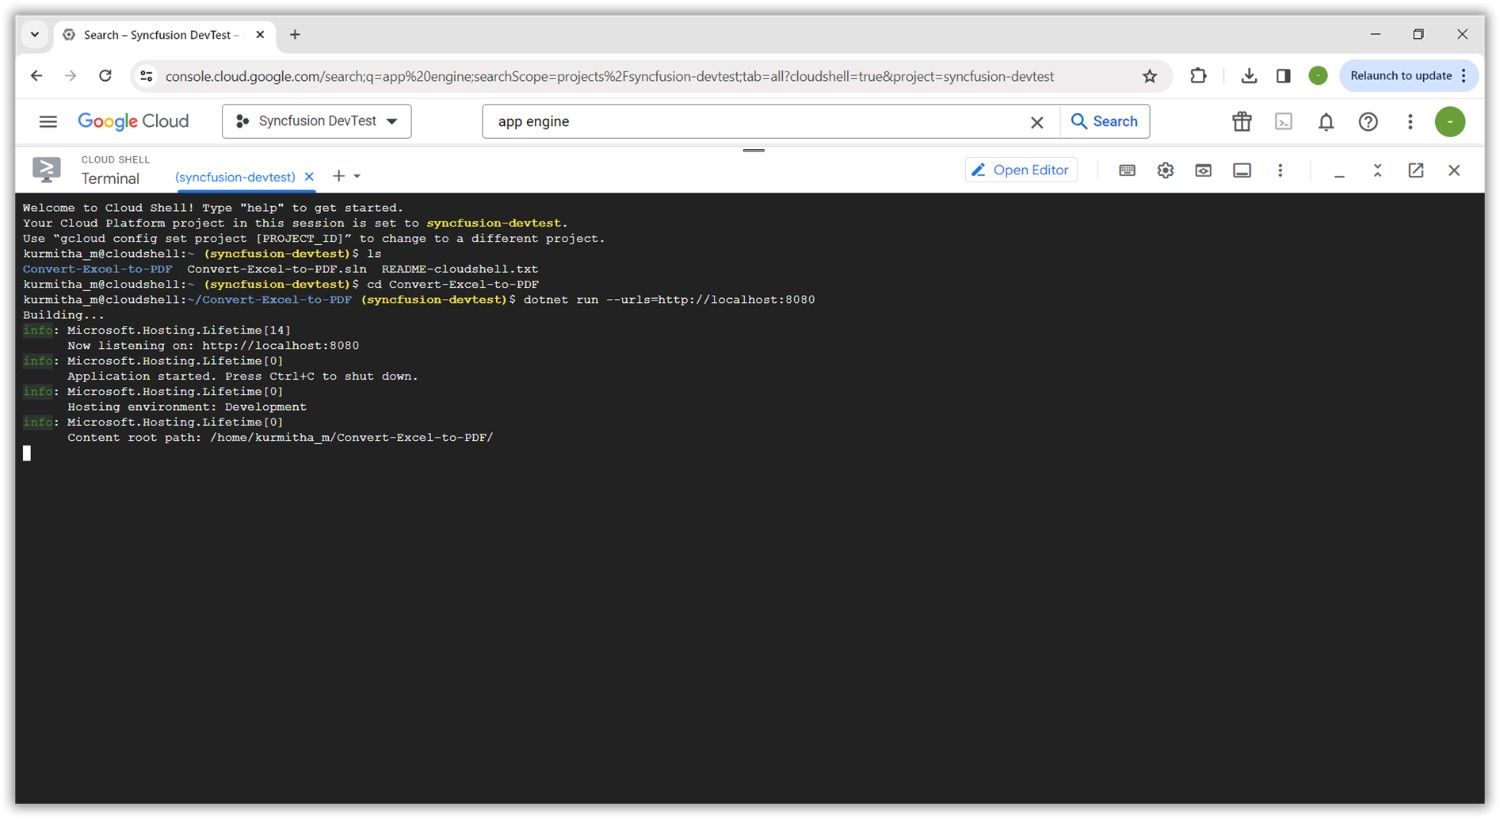 Search – Syncfusion DevTest –
console.cloud.google.com/search;q=app%20engine;searchScope=projects%2Fsyncfusion-devtest;tab=all?cloudshell=true&project=syncfusion-devtest
Relaunch to update
Google Cloud
Syncfusion DevTest
app engine
Search
CLOUD SHELL
Terminal
(syncfusion-devtest)
Open Editor
Welcome to Cloud Shell! Type "help" to get started.
Your Cloud Platform project in this session is set to syncfusion-devtest.
Use “gcloud config set project [PROJECT_ID]” to change to a different project.
kurmitha_m@cloudshell:~ (syncfusion-devtest)$ ls
Convert-Excel-to-PDF  Convert-Excel-to-PDF.sln  README-cloudshell.txt
kurmitha_m@cloudshell:~ (syncfusion-devtest)$ cd Convert-Excel-to-PDF
kurmitha_m@cloudshell:~/Convert-Excel-to-PDF (syncfusion-devtest)$ dotnet run --urls=http://localhost:8080
Building...
info: Microsoft.Hosting.Lifetime[14]
Now listening on: http://localhost:8080
info: Microsoft.Hosting.Lifetime[0]
Application started. Press Ctrl+C to shut down.
info: Microsoft.Hosting.Lifetime[0]
Hosting environment: Development
info: Microsoft.Hosting.Lifetime[0]
Content root path: /home/kurmitha_m/Convert-Excel-to-PDF/